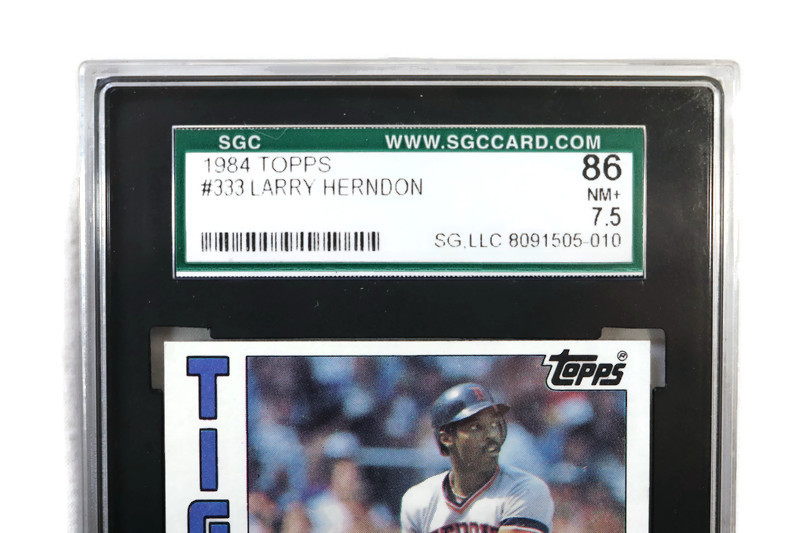 SGC WWW.SGCCARD.COM
1984 TOPPS 86
#333 LARRY HERNDON NM+
7.5
SG,LLC 8091505-010
TOPPS®
TIG